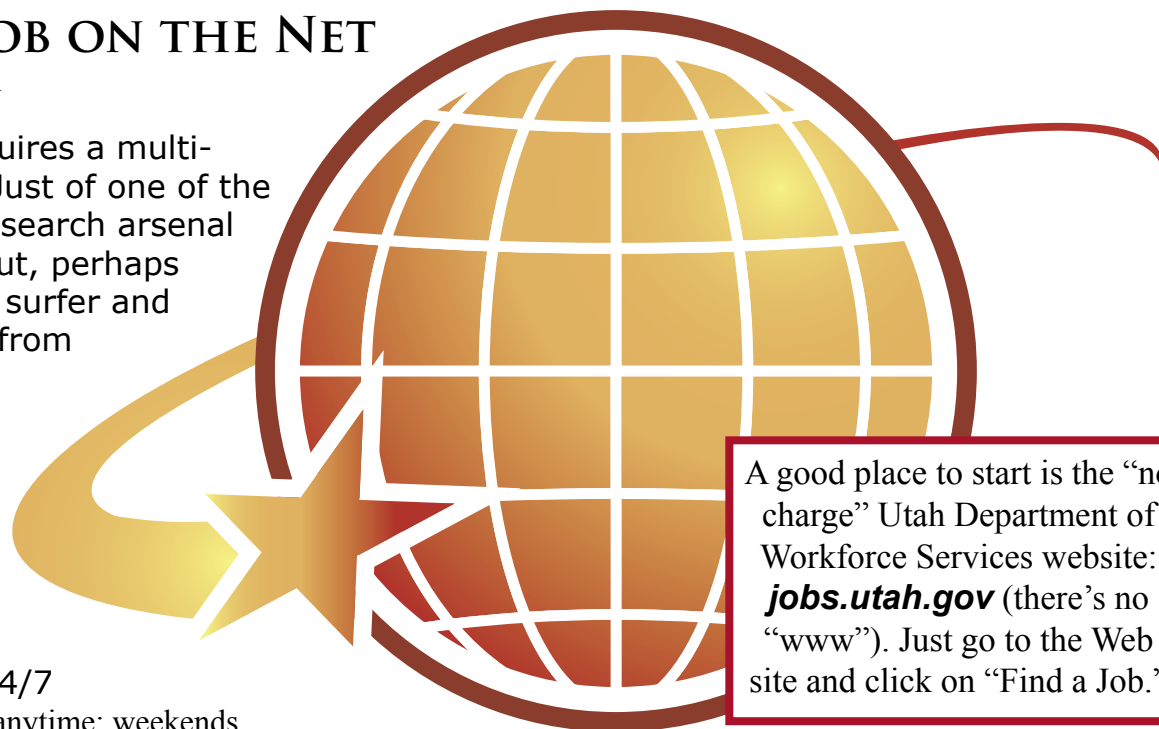 OB ON THE NET
uires a multi-
Just of one of the
search arsenal
ut, perhaps
surfer and
from
A good place to start is the “no
charge” Utah Department of
Workforce Services website:
jobs.utah.gov (there’s no
“www”). Just go to the Web
site and click on “Find a Job.”
4/7
anytime: weekends